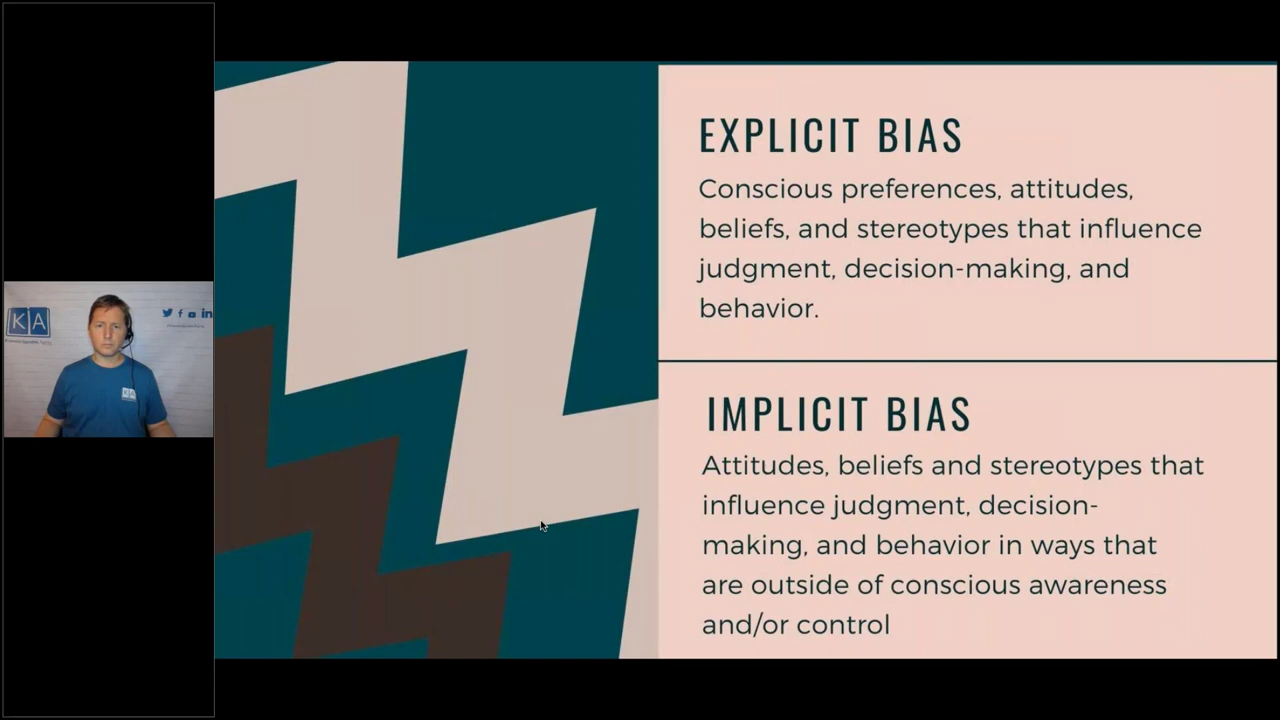 EXPLICIT BIAS
Conscious preferences, attitudes,
beliefs, and stereotypes that influence
judgment, decision-making, and
behavior.
IMPLICIT BIAS
Attitudes, beliefs and stereotypes that
influence judgment, decision-
making, and behavior in ways that
are outside of conscious awareness
and/or control
KA
KA